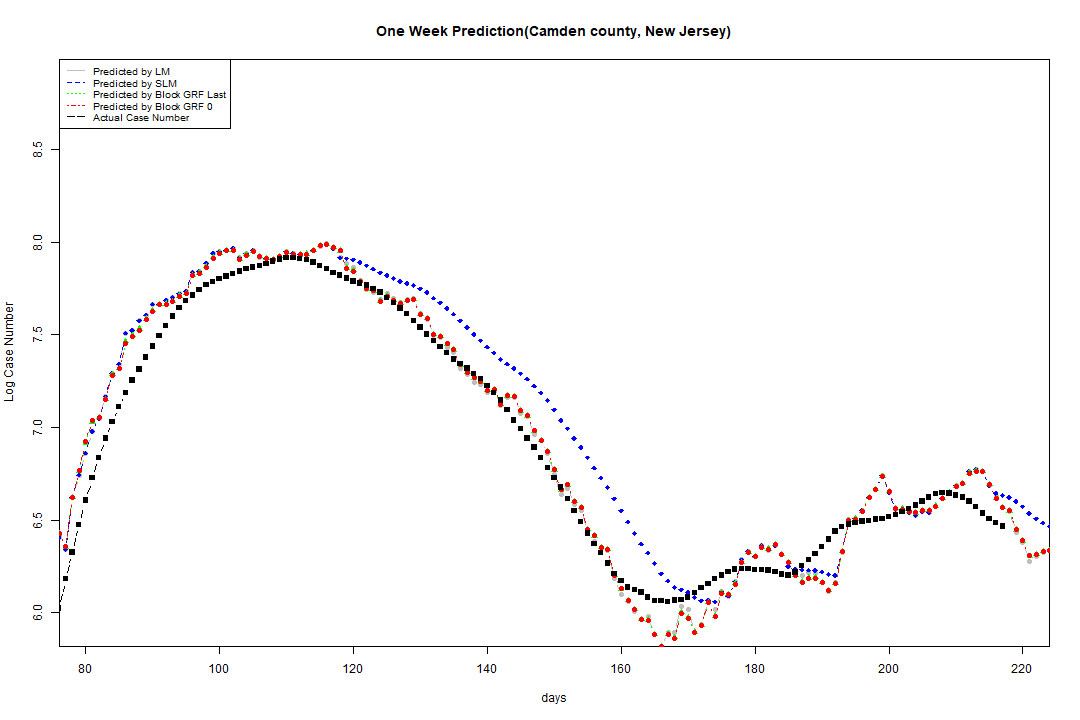 One Week Prediction(Camden county, New Jersey)
Predicted by LM
Predicted by SLM
Predicted by Block GRF Last
Predicted by Block GRF 0
Actual Case Number
8.5
8.0
7.5
7.0
6.5
6.0
Log Case Number
80 100 120 140 160 180 200 220
days